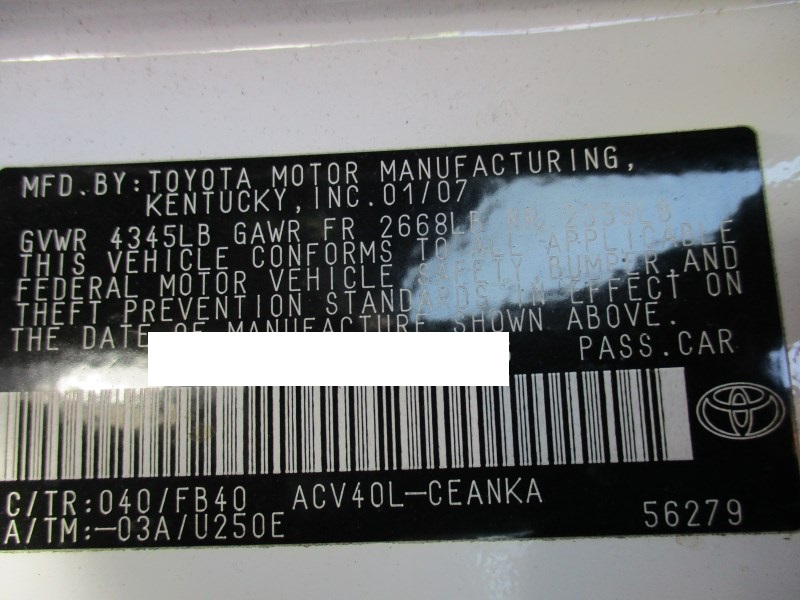 MFD.BY:TOYOTA MOTOR MANUFACTURING,
KENTUCKY,INC.01/07
GVWR 4345LB GAWR FR 2668LB RR
THIS VEHICLE CONFORMS TO ALL APPLICABLE
FEDERAL MOTOR VEHICLE SAFETY BUMPER AND
THEFT PREVENTION STANDARDS IN EFFECT ON
THE DATE OF MANUFACTURE SHOWN ABOVE.
PASS.CAR
C/TR:040/FB40 ACV40L-CEANKA
A/TM:-03A/U250E 56279